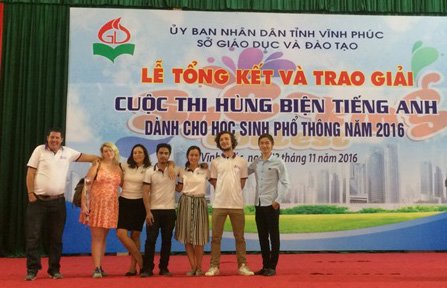 ỦY BAN NHÂN DÂN TỈNH VĨNH PHÚC
SỞ GIÁO DỤC VÀ ĐÀO TẠO
LỄ TỔNG KẾT VÀ TRAO GIẢI
CUỘC THI HÙNG BIỆN TIẾNG ANH
DÀNH CHO HỌC SINH PHỔ THÔNG NĂM 2016
11 NĂM 2016